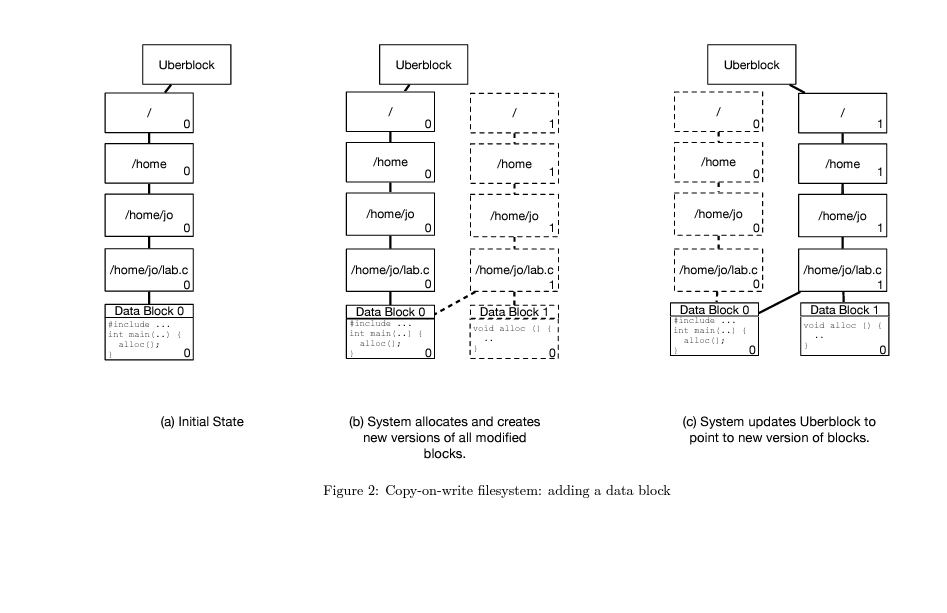 Uberblock
/
0
/home
0
/home/jo
0
/home/jo/lab.c
0
Data Block 0
#include ...
int main(..) {
alloc();
}
0
(a) Initial State
Uberblock
/
0
/home
0
/home/jo
0
/home/jo/lab.c
0
Data Block 0
#include ...
int main(..) {
alloc();
}
0
/
1
/home
1
/home/jo
1
/home/jo/lab.c
1
Data Block 1
void alloc () {
..
}
0
(b) System allocates and creates
new versions of all modified
blocks.
Uberblock
/
0
/home
0
/home/jo
0
/home/jo/lab.c
0
Data Block 0
#include ...
int main(..) {
alloc();
}
0
/
1
/home
1
/home/jo
1
/home/jo/lab.c
1
Data Block 1
void alloc () {
..
}
0
(c) System updates Uberblock to
point to new version of blocks.
Figure 2: Copy-on-write filesystem: adding a data block